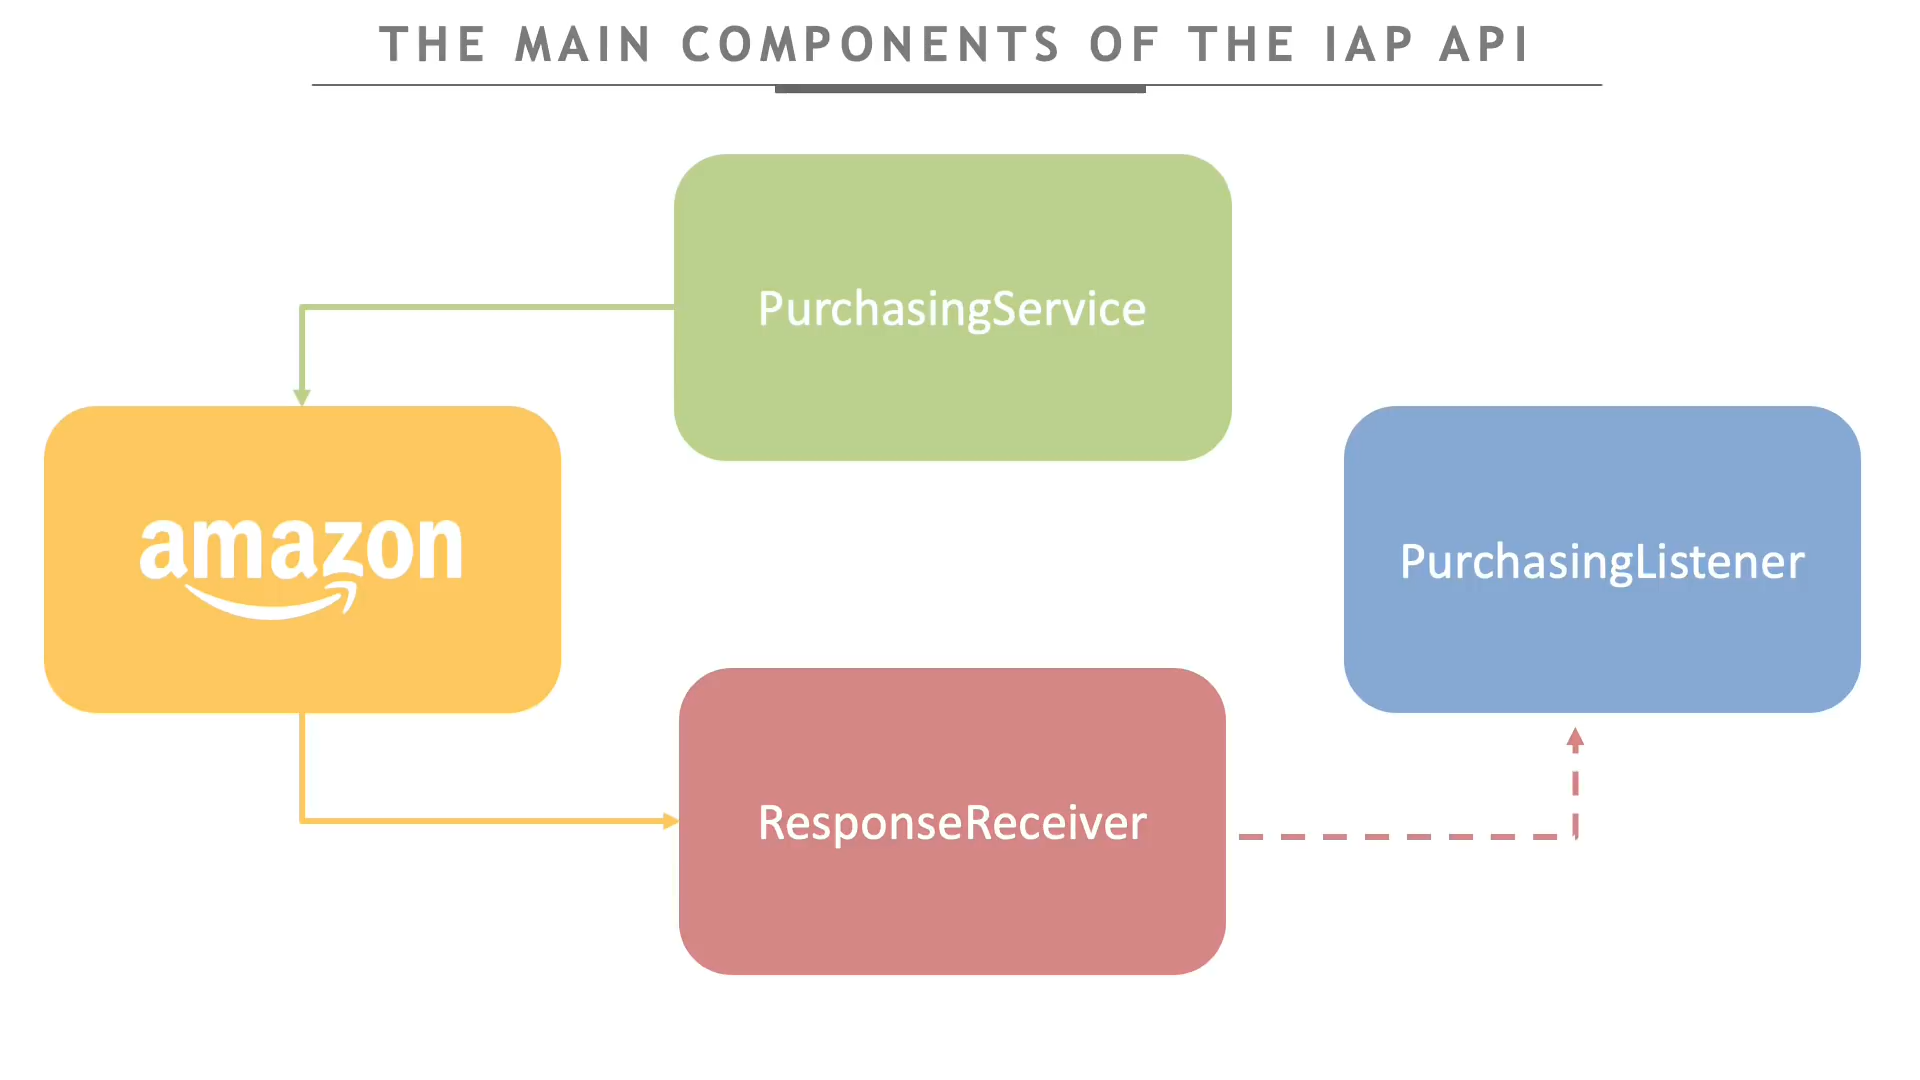 THE MAIN COMPONENTS OF THE IAP API
PurchasingService
amazon
PurchasingListener
ResponseReceiver